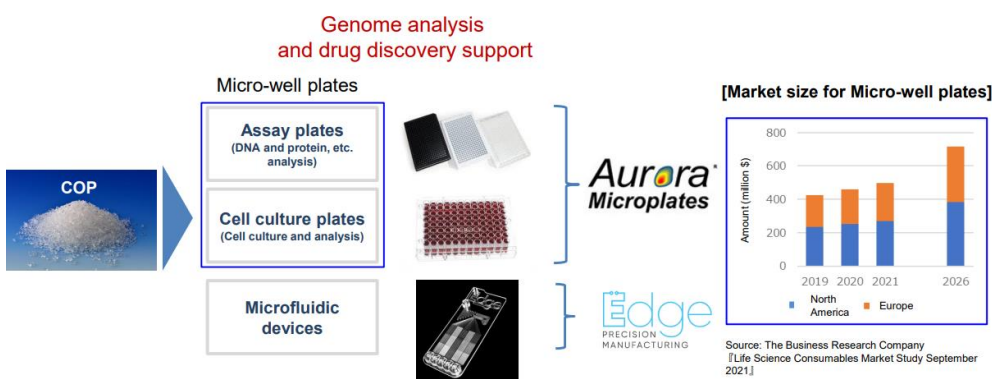 Genome analysis
and drug discovery support
Micro-well plates
COP
Assay plates
(DNA and protein, etc.
analysis)
Cell culture plates
(Cell culture and analysis)
Microfluidic
devices
Aurora
Microplates
Edge
PRECISION
MANUFACTURING
[Market size for Micro-well plates]
Amount (million $)
800
600
400
200
0
2019 2020 2021 2026
North
America
Europe
Source: The Business Research Company
『Life Science Consumables Market Study September
2021』